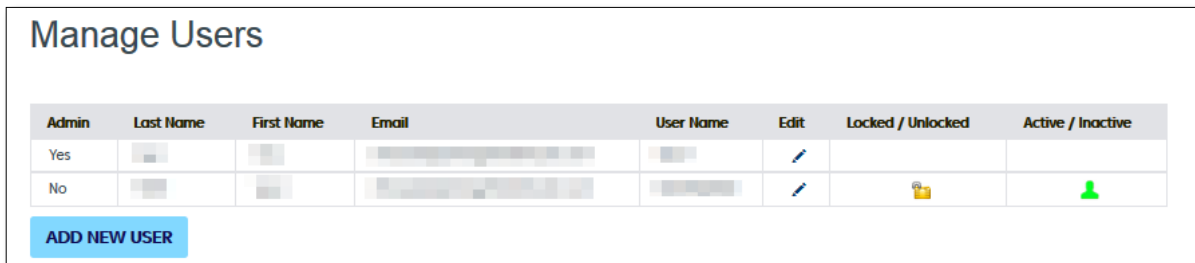 Manage Users
Admin Last Name First Name Email User Name Edit Locked / Unlocked Active / Inactive
Yes
No
ADD NEW USER